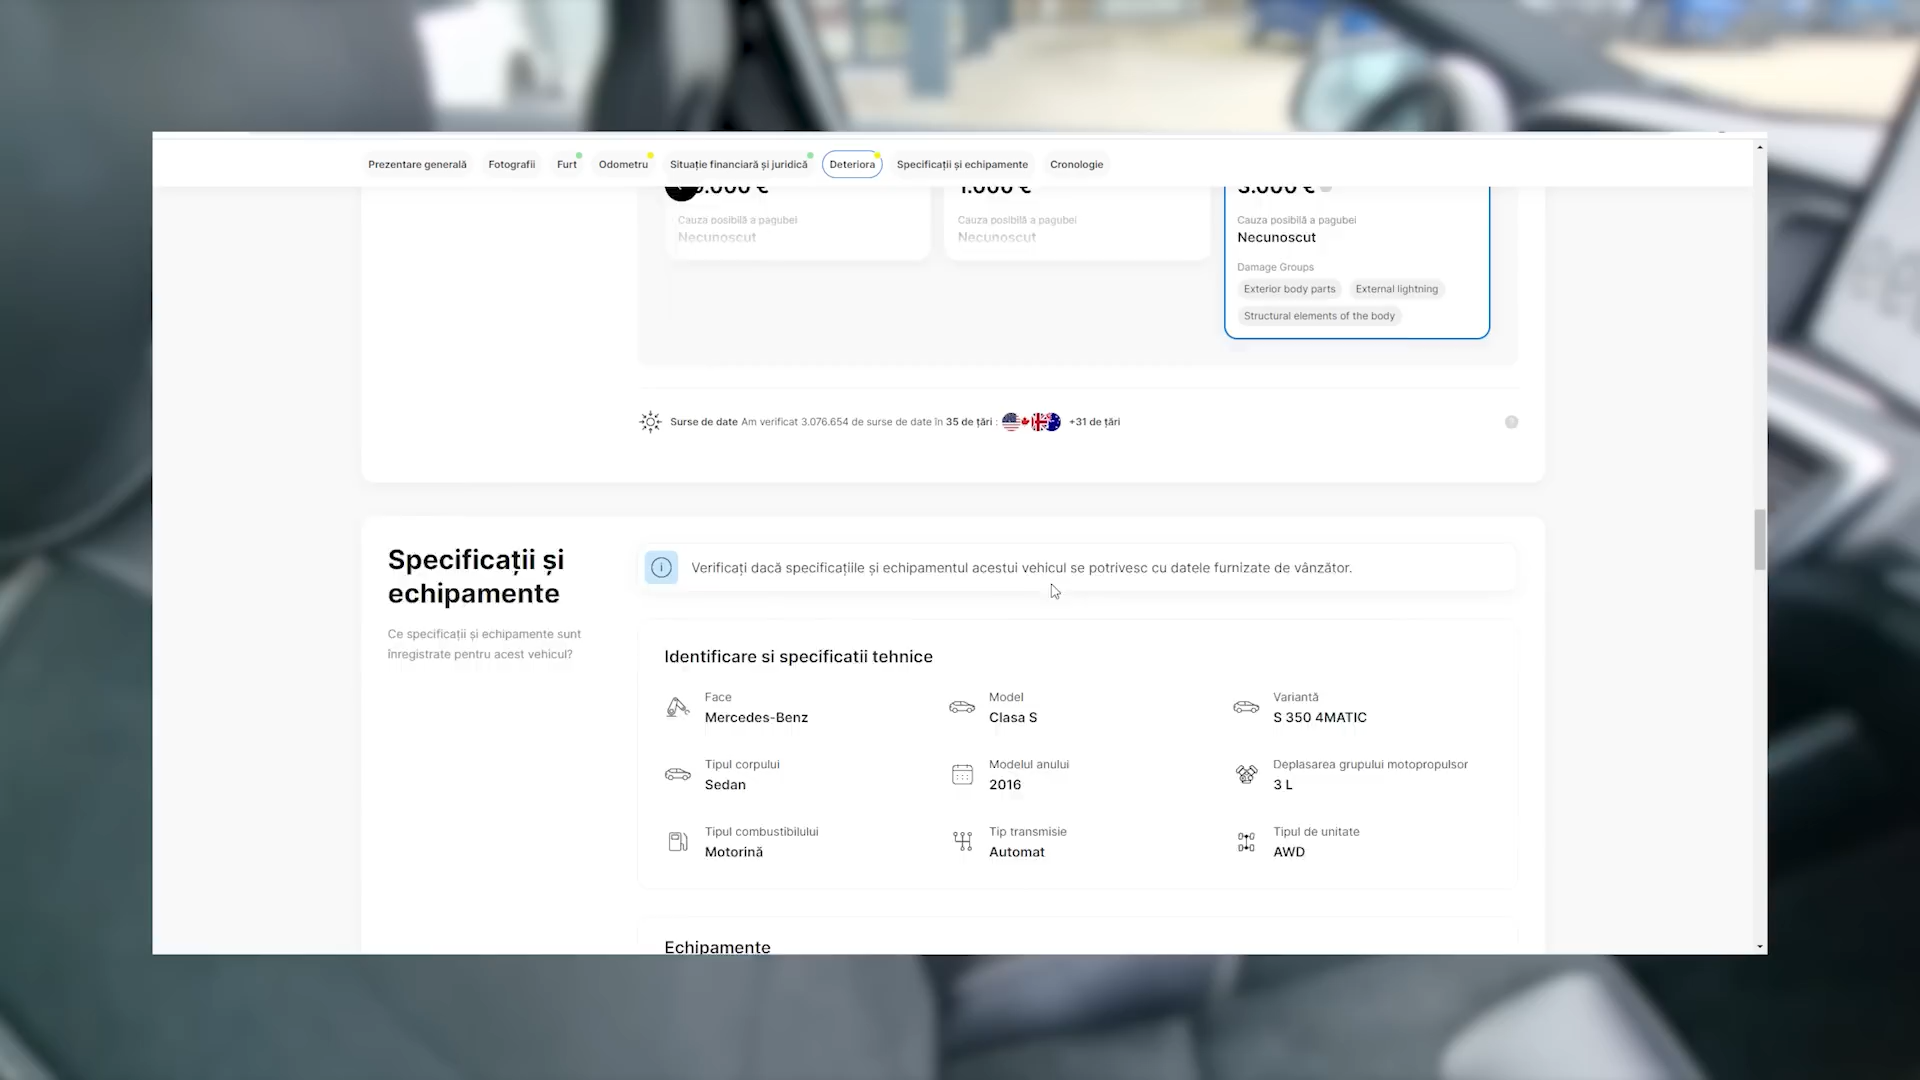 Prezentare generală
Fotografii
Furt
Odometru
Situație financiară și juridică
Deteriora
Specificații și echipamente
Cronologie
1.000 €
3.000 €
Cauza posibilă a pagubei
Necunoscut
Cauza posibilă a pagubei
Necunoscut
Cauza posibilă a pagubei
Necunoscut
Damage Groups
Exterior body parts
External lightning
Structural elements of the body
Surse de date Am verificat 3.076.654 de surse de date în 35 de țări :
+31 de țări
Specificații și
echipamente
Ce specificații și echipamente sunt
înregistrate pentru acest vehicul?
Verificați dacă specificațiile și echipamentul acestui vehicul se potrivesc cu datele furnizate de vânzător.
Identificare si specificatii tehnice
Face
Mercedes-Benz
Model
Clasa S
Variantă
S 350 4MATIC
Tipul corpului
Sedan
Modelul anului
2016
Deplasarea grupului motopropulsor
3 L
Tipul combustibilului
Motorină
Tip transmisie
Automat
Tipul de unitate
AWD
Echipamente